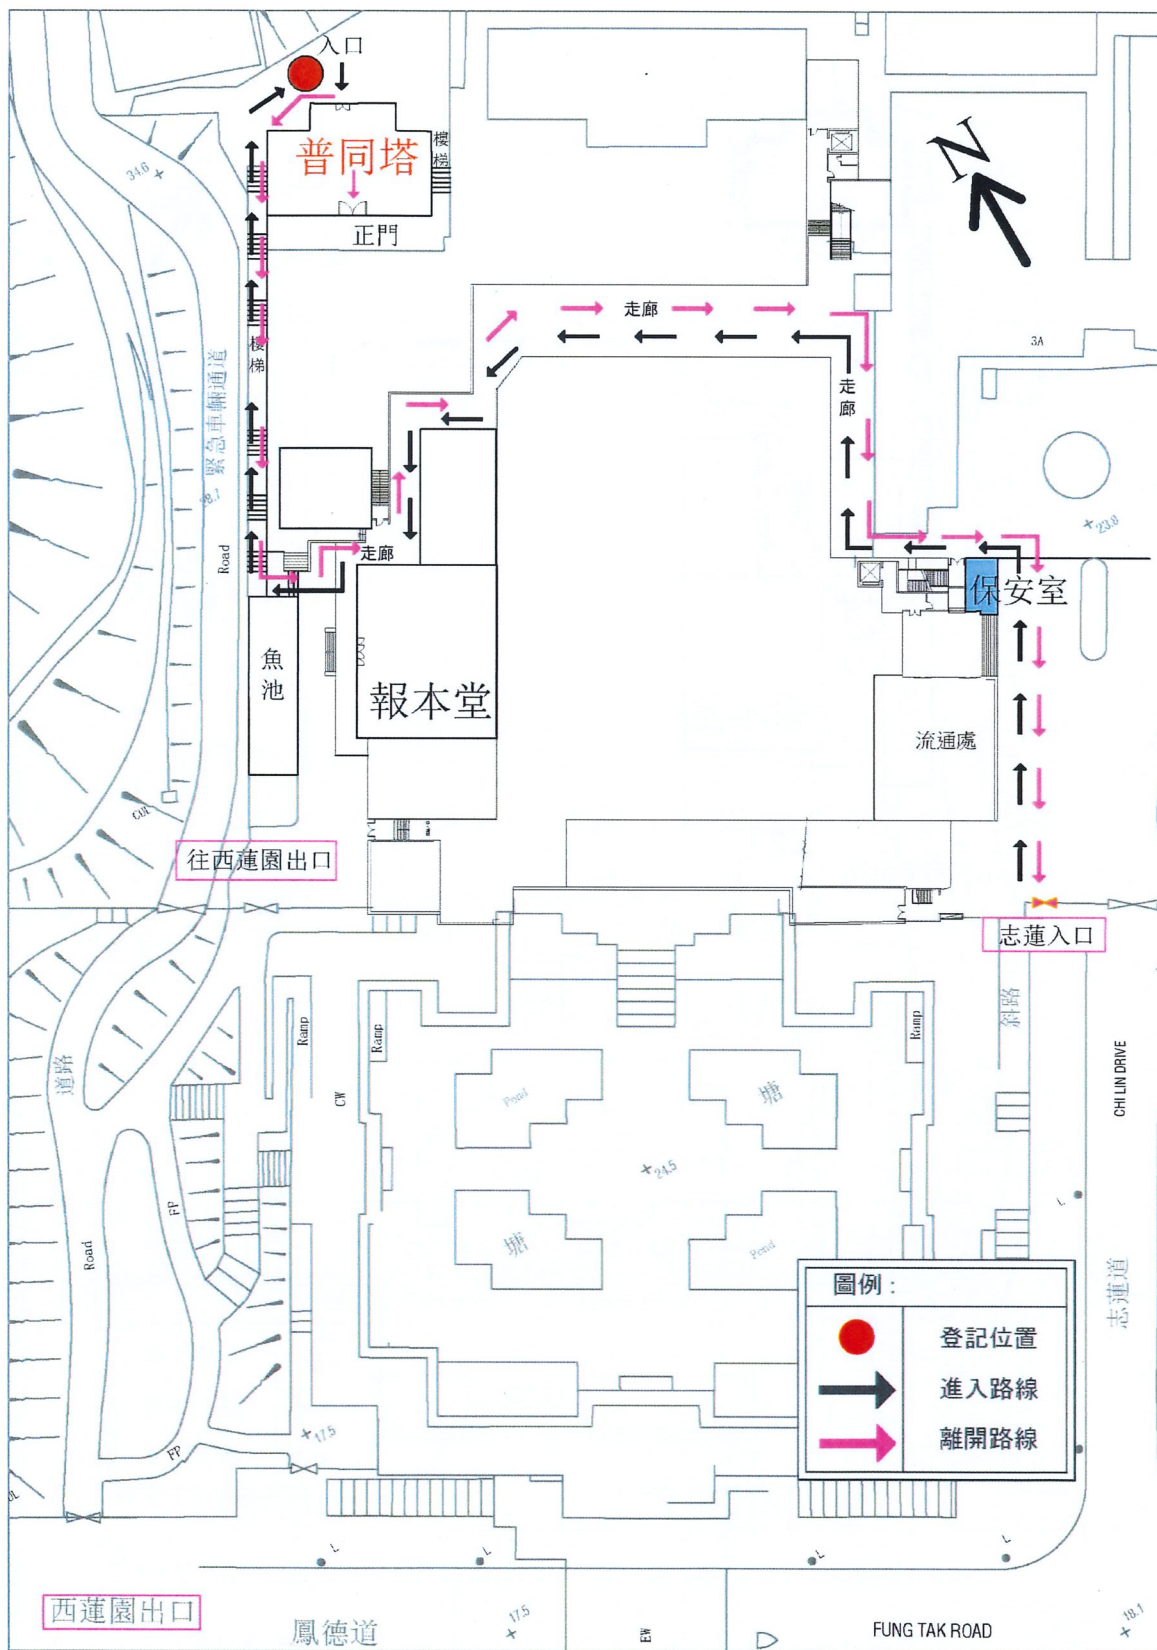 入口
普同塔
樓梯
正門
N
34.6
走廊
走廊
3A
樓梯
緊急車輛通道
28.7
Road
走廊
23.8
保安室
魚池
報本堂
流通處
CUL
往西蓮園出口
志蓮入口
斜路
Ramp
Ramp
Ramp
道路
CW
Pond
塘
CHI LIN DRIVE
24.5
FP
塘
Pond
L
Road
志蓮道
圖例：
登記位置
進入路線
離開路線
17.5
FP
L
L
L
L
西蓮園出口
鳳德道
17.5
EW
FUNG TAK ROAD
18.1